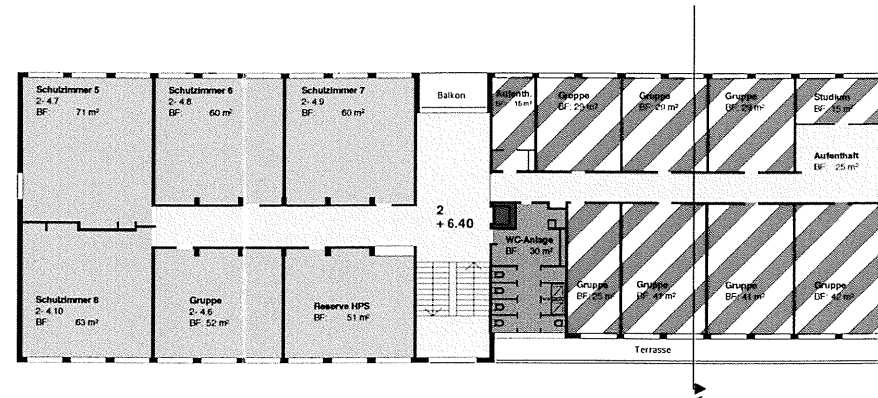 Schulzimmer 5
2- 4.7
BF: 71 m²
Schulzimmer 6
2- 4.8
BF: 60 m²
Schulzimmer 7
2- 4.9
BF: 60 m²
Balkon
Aufenth.
BF: 16 m²
Gruppe
BF: 29 m²
Gruppe
BF: 29 m²
Gruppe
BF: 29 m²
Studium
BF: 15 m²
Aufenthalt
BF: 25 m²
2
+ 6.40
WC-Anlage
BF: 30 m²
Schulzimmer 8
2- 4.10
BF: 63 m²
Gruppe
2- 4.6
BF: 52 m²
Reserve HPS
BF: 51 m²
Gruppe
BF: 25 m²
Gruppe
BF: 41 m²
Gruppe
BF: 41 m²
Gruppe
BF: 42 m²
Terrasse